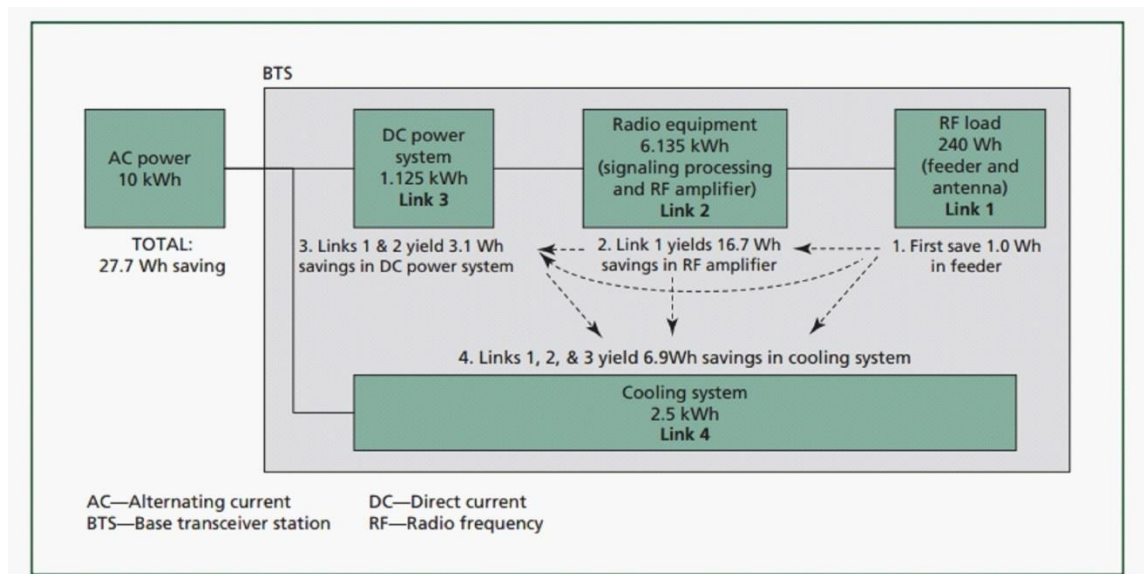 BTS
AC power
10 kWh
TOTAL:
27.7 Wh saving
DC power
system
1.125 kWh
Link 3
Radio equipment
6.135 kWh
(signaling processing
and RF amplifier)
Link 2
RF load
240 Wh
(feeder and
antenna)
Link 1
3. Links 1 & 2 yield 3.1 Wh
savings in DC power system
2. Link 1 yields 16.7 Wh
savings in RF amplifier
1. First save 1.0 Wh
in feeder
4. Links 1, 2, & 3 yield 6.9Wh savings in cooling system
Cooling system
2.5 kWh
Link 4
AC—Alternating current
BTS—Base transceiver station
DC—Direct current
RF—Radio frequency